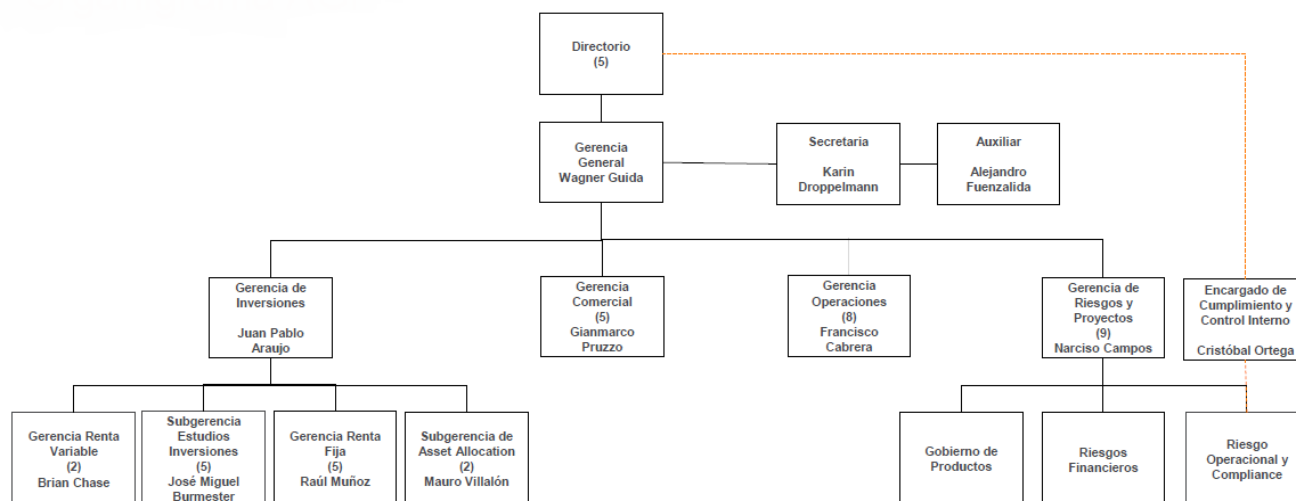 Directorio
(5)
Gerencia
General
Wagner Guida
Secretaria
Karin
Droppelmann
Auxiliar
Alejandro
Fuenzalida
Gerencia de
Inversiones
Juan Pablo
Araujo
Gerencia
Comercial
(5)
Gianmarco
Pruzzo
Gerencia
Operaciones
(8)
Francisco
Cabrera
Gerencia de
Riesgos y
Proyectos
(9)
Narciso Campos
Encargado de
Cumplimiento y
Control Interno
Cristóbal Ortega
Gerencia Renta
Variable
(2)
Brian Chase
Subgerencia
Estudios
Inversiones
(5)
José Miguel
Burmester
Gerencia Renta
Fija
(5)
Raúl Muñoz
Subgerencia de
Asset Allocation
(2)
Mauro Villalón
Gobierno de
Productos
Riesgos
Financieros
Riesgo
Operacional y
Compliance